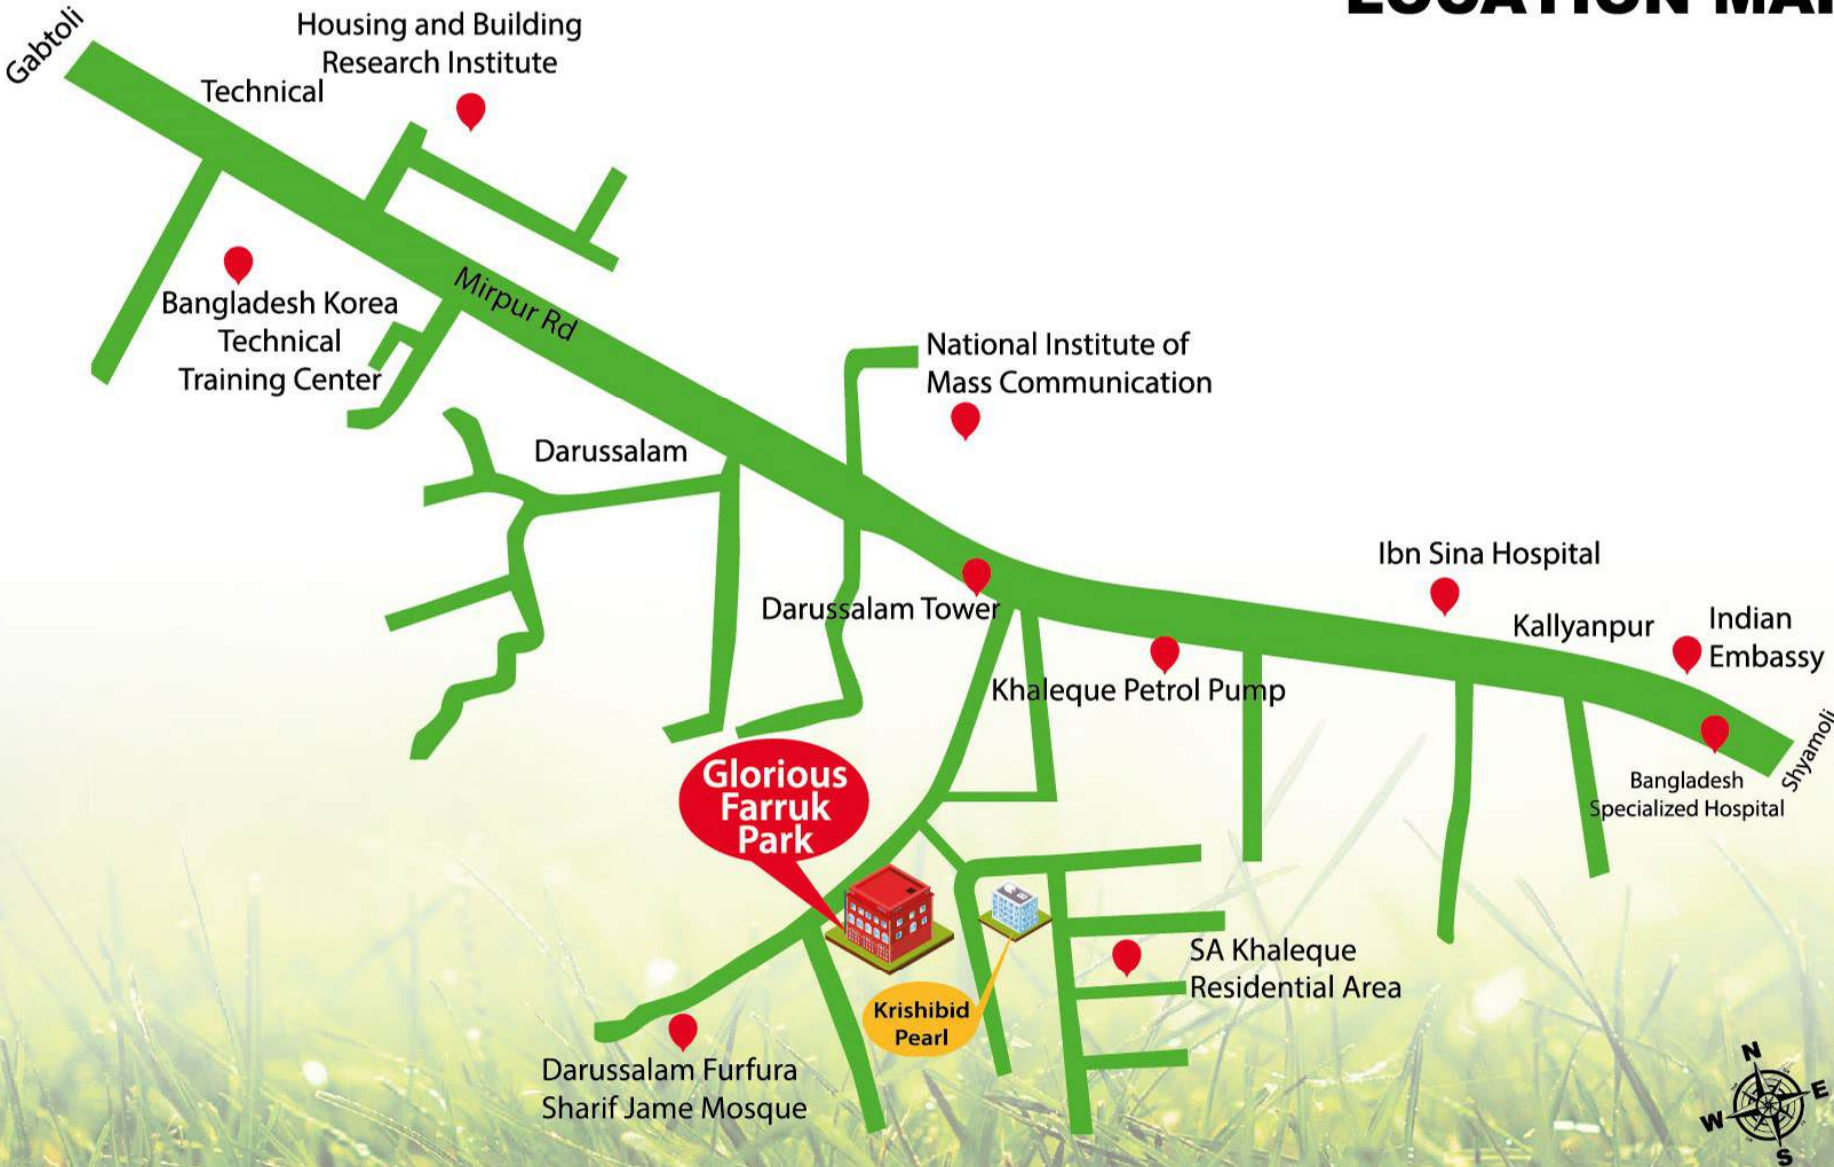 LOCATION MAP
Gabtoli
Housing and Building
Research Institute
Technical
Bangladesh Korea
Technical
Training Center
Mirpur Rd
National Institute of
Mass Communication
Darussalam
Darussalam Tower
Ibn Sina Hospital
Kallyanpur
Indian
Embassy
Khaleque Petrol Pump
Shyamoli
Bangladesh
Specialized Hospital
Glorious
Farruk
Park
SA Khaleque
Residential Area
Krishibid
Pearl
Darussalam Furfura
Sharif Jame Mosque
N
W
E
S